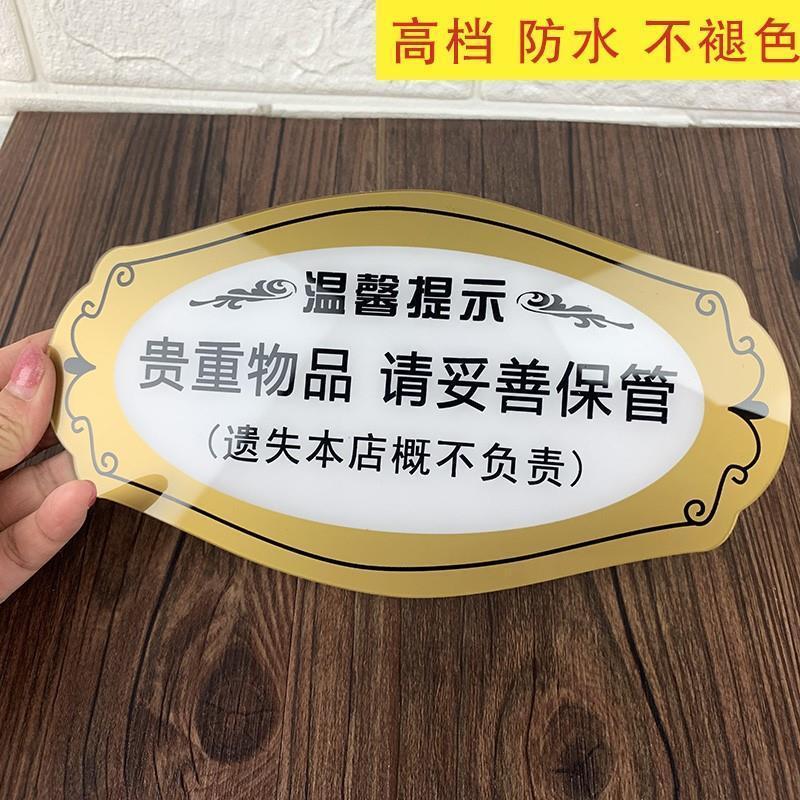 高档 防水 不褪色
温馨提示
贵重物品 请妥善保管
（遗失本店概不负责）